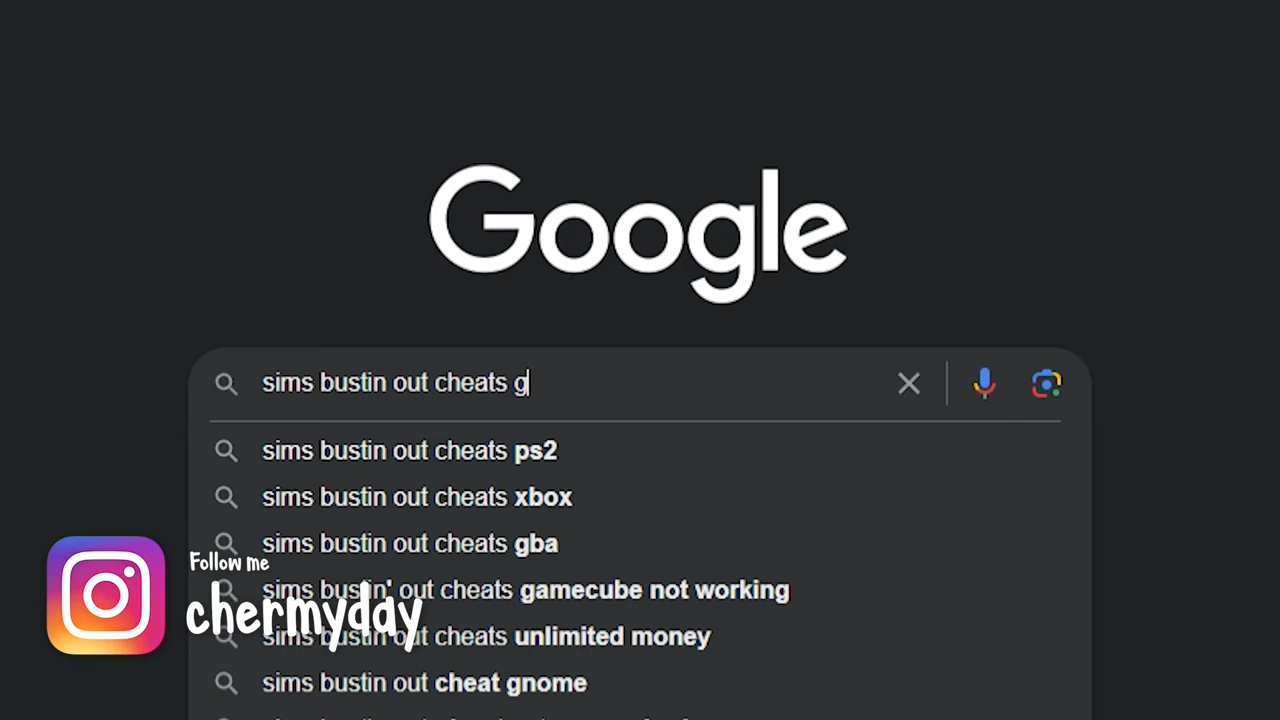 Google
sims bustin out cheats g
sims bustin out cheats ps2
sims bustin out cheats xbox
sims bustin out cheats gba
Follow me
sims bustin' out cheats gamecube not working
chermyday
sims bustin out cheats unlimited money
sims bustin out cheat gnome